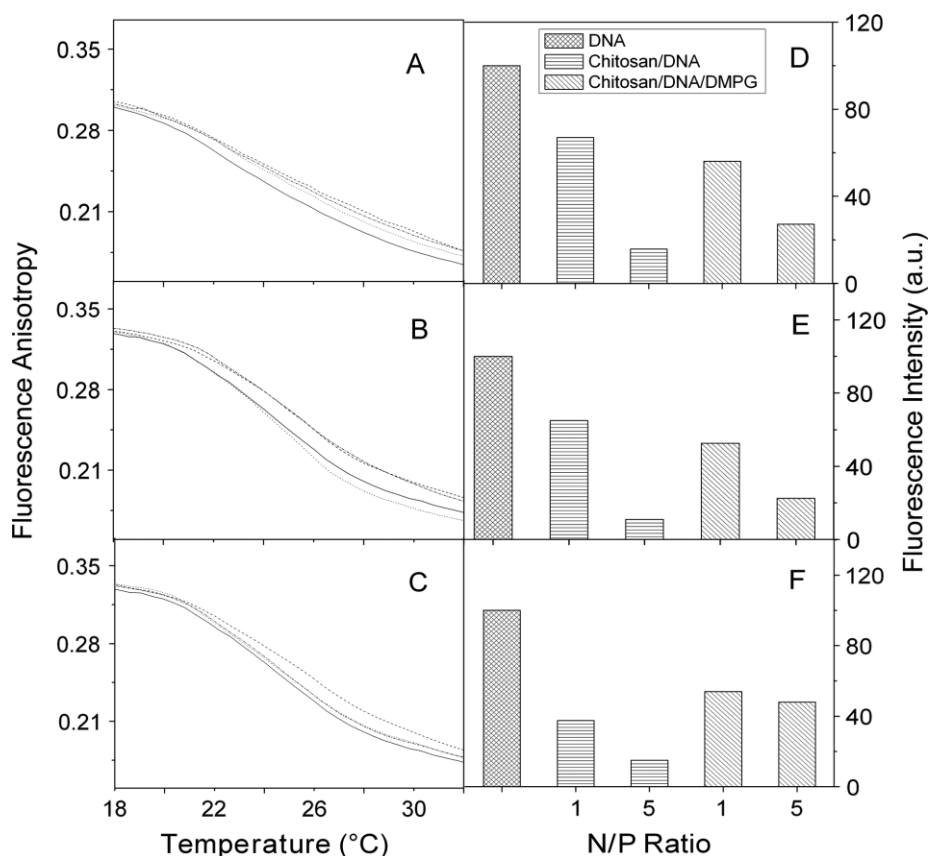 Fluorescence Anisotropy
0.35
0.28
0.21
A
0.35
0.28
0.21
B
0.35
0.28
0.21
C
18 22 26 30
Temperature (°C)
DNA
Chitosan/DNA
Chitosan/DNA/DMPG
D
120
80
40
0
E
120
80
40
0
F
120
80
40
0
1 5 1 5
N/P Ratio
Fluorescence Intensity (a.u.)